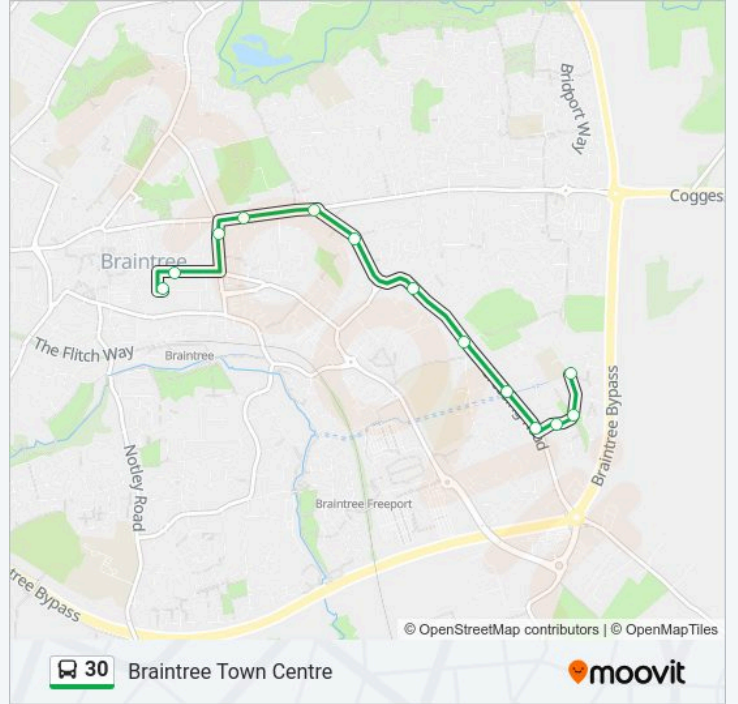 Bridport Way
Cogges
Braintree
The Flitch Way
Braintree
Braintree Bypass
Notley Road
Braintree Freeport
tree Bypass
© OpenStreetMap contributors | © OpenMapTiles
30 Braintree Town Centre
moovit